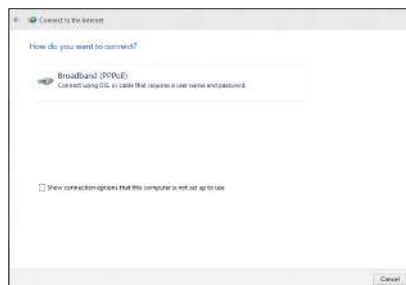 Connect to the Internet
How do you want to connect?
Broadband (PPPoE)
Connect using DSL or cable that requires a user name and password.
Show connection options that this computer is not set up to use
Cancel